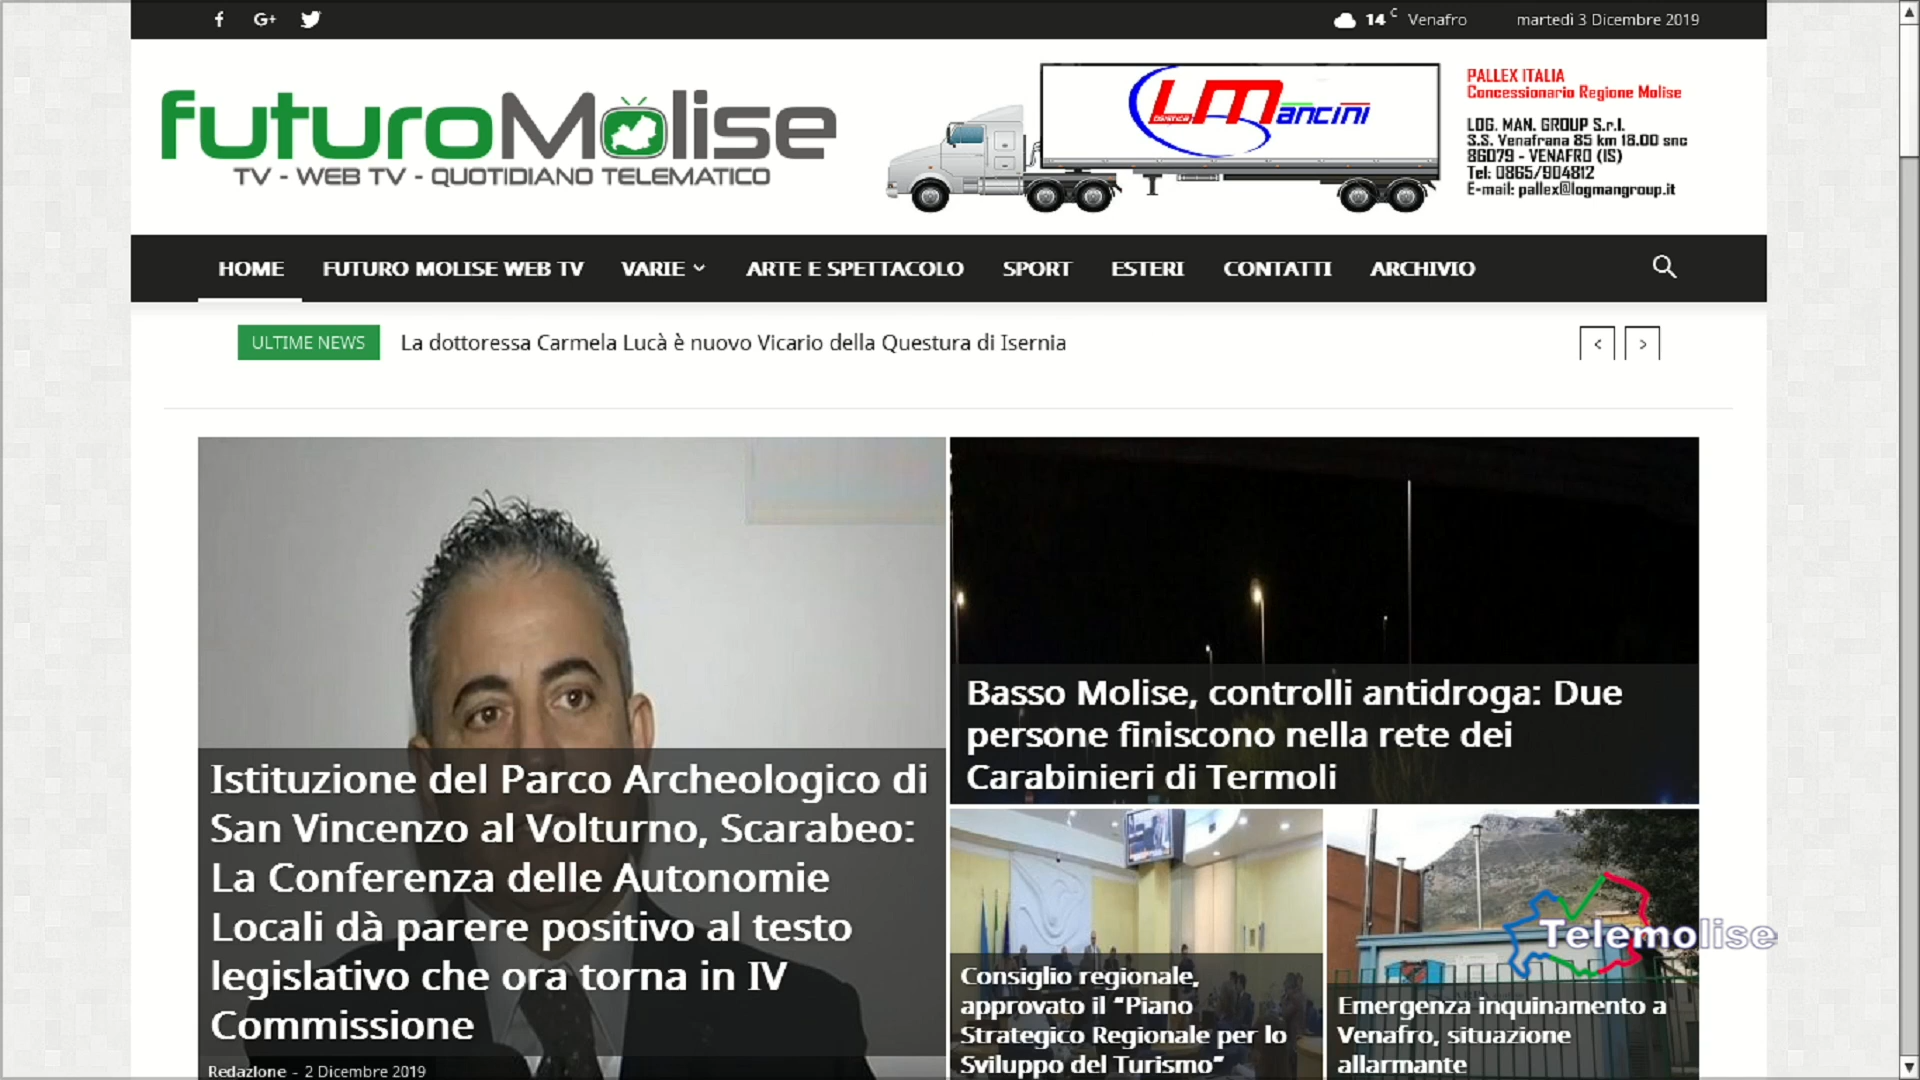 14 C Venafro martedì 3 Dicembre 2019
futuroMolise
TV - WEB TV - QUOTIDIANO TELEMATICO
LM ancini
Logistica
PALLEX ITALIA
Concessionario Regione Molise
LOG. MAN. GROUP S.r.l.
S.S. Venafrana 85 km 18.00 snc
86079 - VENAFRO (IS)
Tel: 0865/904812
E-mail: pallex@logmangroup.it
HOME FUTURO MOLISE WEB TV VARIE ARTE E SPETTACOLO SPORT ESTERI CONTATTI ARCHIVIO
ULTIME NEWS La dottoressa Carmela Lucà è nuovo Vicario della Questura di Isernia
Istituzione del Parco Archeologico di
San Vincenzo al Volturno, Scarabeo:
La Conferenza delle Autonomie
Locali dà parere positivo al testo
legislativo che ora torna in IV
Commissione
Redazione - 2 Dicembre 2019
Basso Molise, controlli antidroga: Due
persone finiscono nella rete dei
Carabinieri di Termoli
Consiglio regionale,
approvato il “Piano
Strategico Regionale per lo
Sviluppo del Turismo”
Telemolise
Emergenza inquinamento a
Venafro, situazione
allarmante